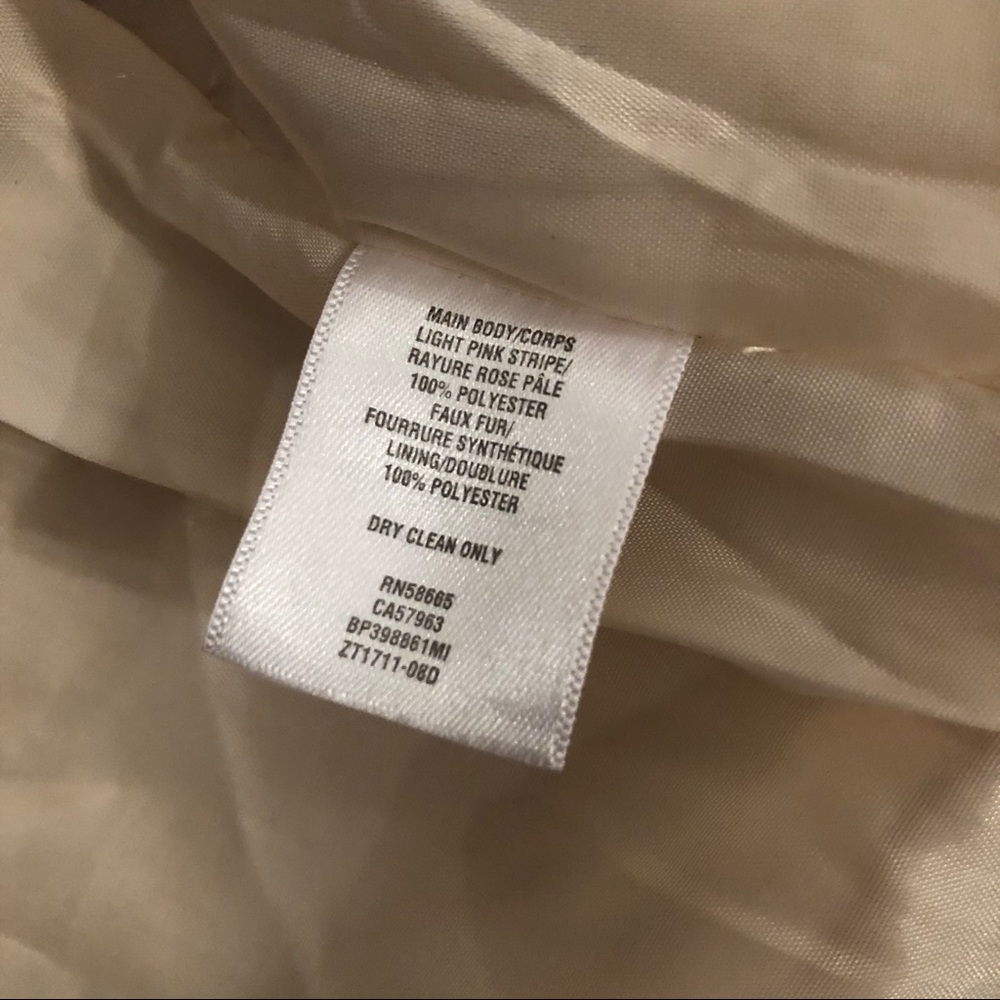 MAIN BODY/CORPS
LIGHT PINK STRIPE/
RAYURE ROSE PÂLE
100% POLYESTER
FAUX FUR/
FOURRURE SYNTHÉTIQUE
LINING/DOUBLURE
100% POLYESTER
DRY CLEAN ONLY
RN58665
CA57963
BP398861MI
ZT1711-08D